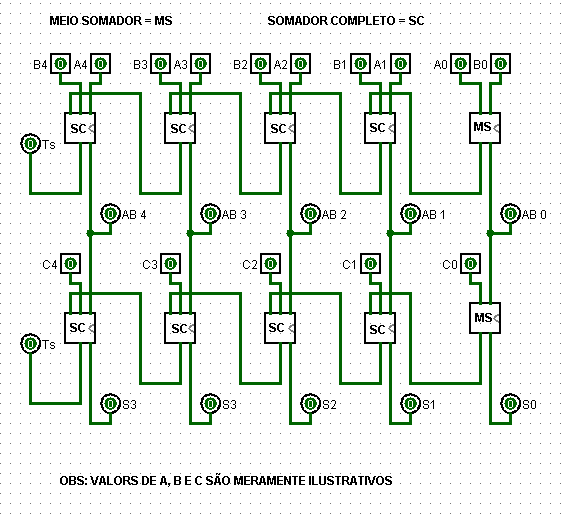 MEIO SOMADOR = MS SOMADOR COMPLETO = SC
B4 0 A4 0 B3 0 A3 0 B2 0 A2 0 B1 0 A1 0 A0 0 B0 0
SC SC SC SC MS
0 Ts
0 AB 4 0 AB 3 0 AB 2 0 AB 1 0 AB 0
C4 0 C3 0 C2 0 C1 0 C0 0
SC SC SC SC MS
0 Ts
0 S3 0 S3 0 S2 0 S1 0 S0
OBS: VALORS DE A, B E C SÃO MERAMENTE ILUSTRATIVOS